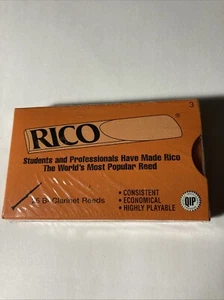 3
RICO®
Students and Professionals Have Made Rico
The World's Most Popular Reed
25 B♭ Clarinet Reeds
• CONSISTENT
• ECONOMICAL
• HIGHLY PLAYABLE
QIP